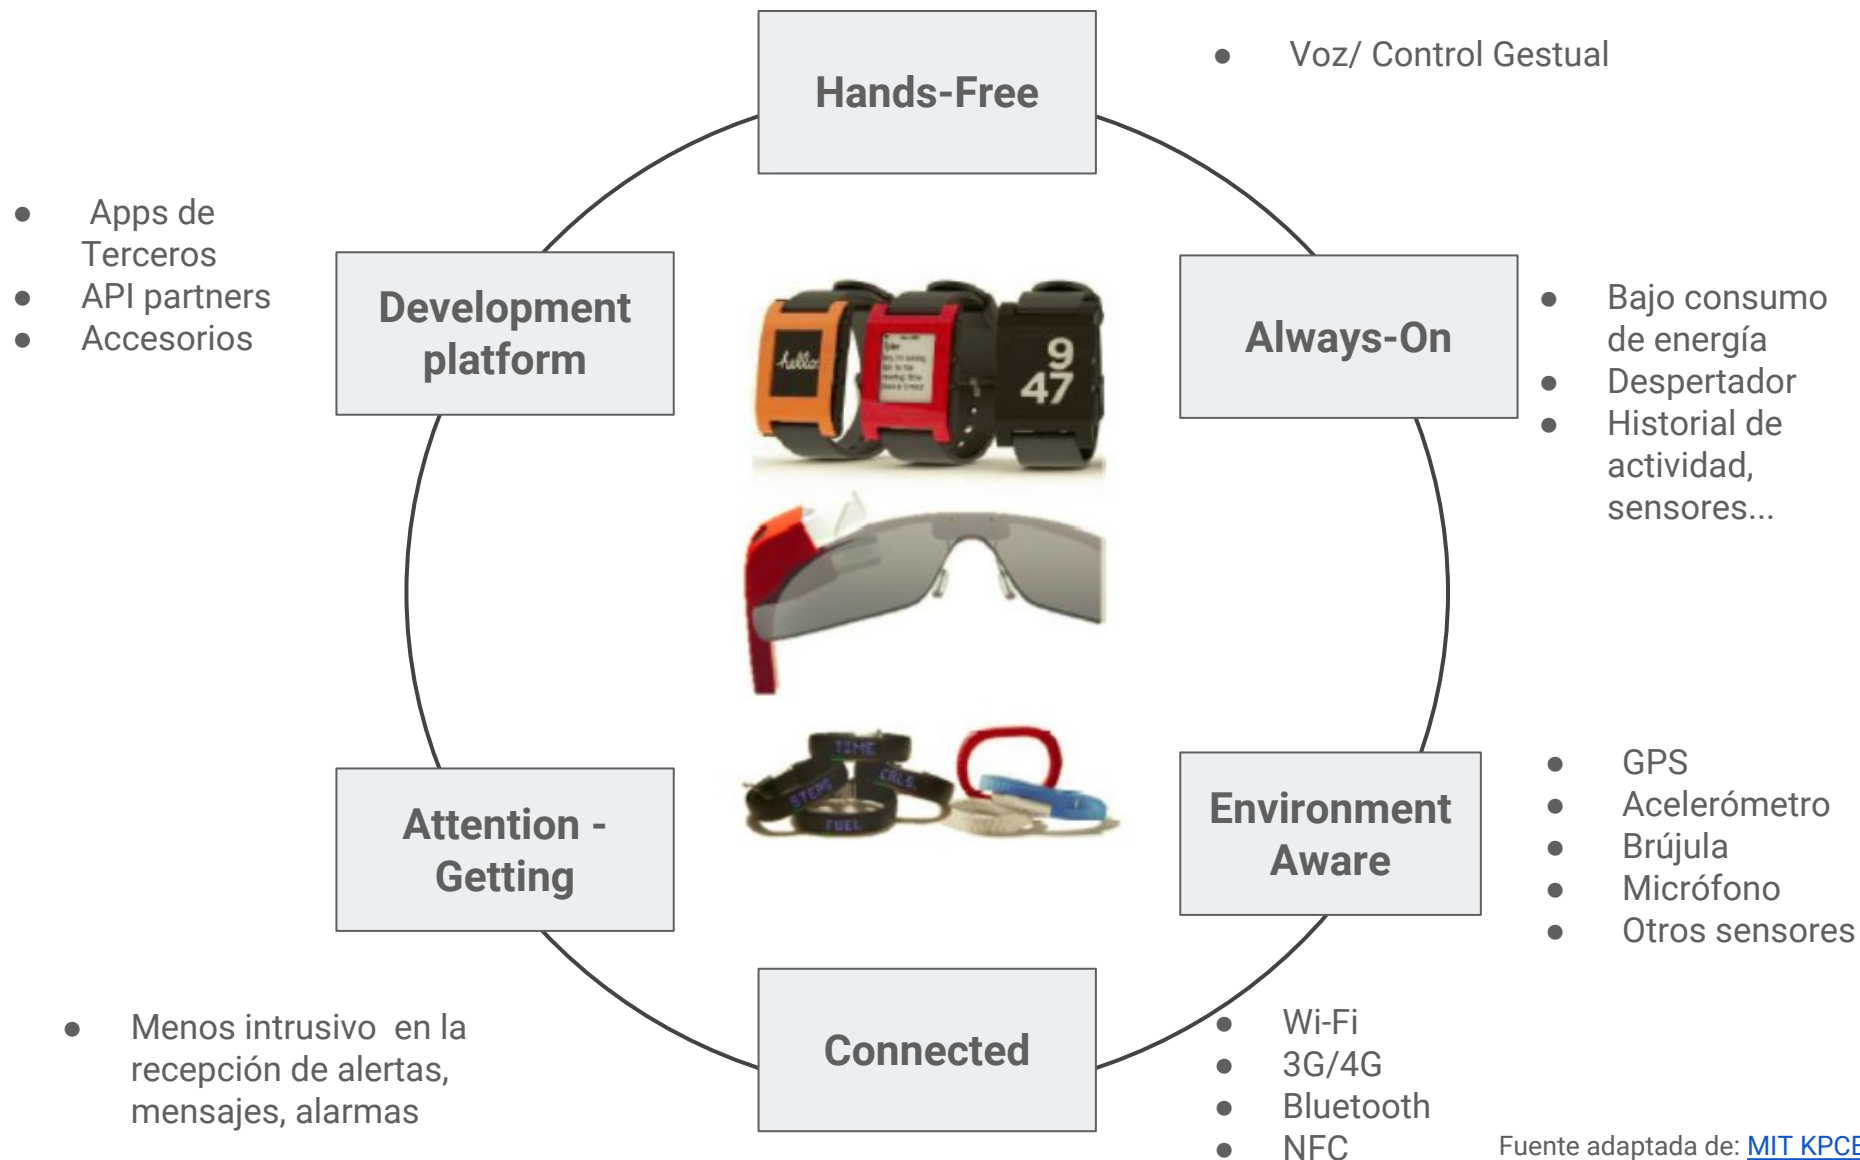 Hands-Free
● Voz/ Control Gestual
● Apps de
Terceros
● API partners
● Accesorios
Development
platform
Always-On
● Bajo consumo
de energía
● Despertador
● Historial de
actividad,
sensores...
hello
9
47
TIME
STEPS
CALS.
FUEL
Attention -
Getting
Environment
Aware
● GPS
● Acelerómetro
● Brújula
● Micrófono
● Otros sensores
● Menos intrusivo en la
recepción de alertas,
mensajes, alarmas
Connected
● Wi-Fi
● 3G/4G
● Bluetooth
● NFC
Fuente adaptada de: MIT KPCB